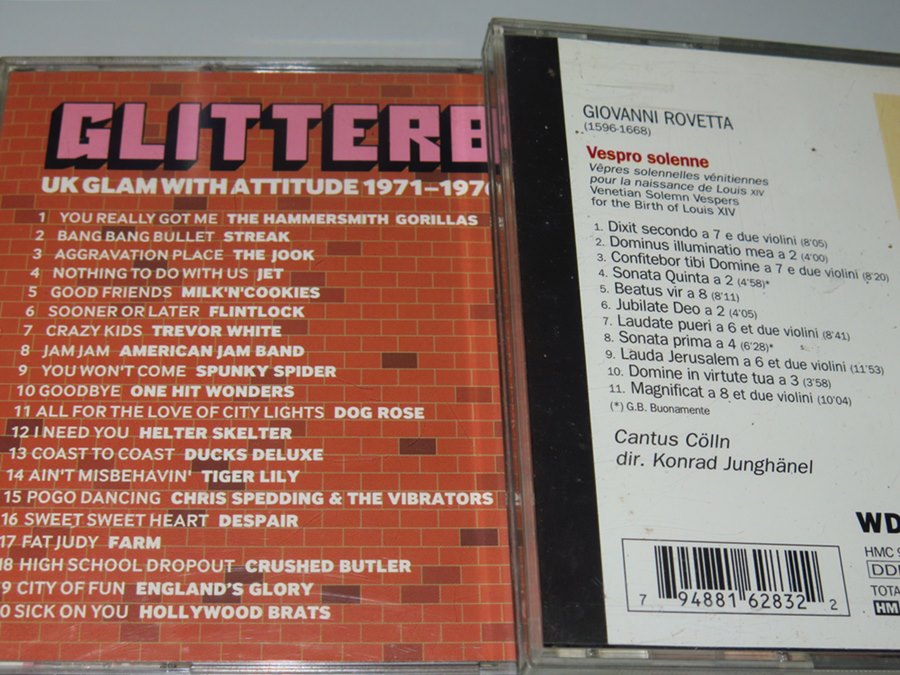 GLITTERB
UK GLAM WITH ATTITUDE 1971–197
1 YOU REALLY GOT ME THE HAMMERSMITH GORILLAS
2 BANG BANG BULLET STREAK
3 AGGRAVATION PLACE THE JOOK
4 NOTHING TO DO WITH US JET
5 GOOD FRIENDS MILK'N'COOKIES
6 SOONER OR LATER FLINTLOCK
7 CRAZY KIDS TREVOR WHITE
8 JAM JAM AMERICAN JAM BAND
9 YOU WON'T COME SPUNKY SPIDER
10 GOODBYE ONE HIT WONDERS
11 ALL FOR THE LOVE OF CITY LIGHTS DOG ROSE
12 I NEED YOU HELTER SKELTER
13 COAST TO COAST DUCKS DELUXE
14 AIN'T MISBEHAVIN' TIGER LILY
15 POGO DANCING CHRIS SPEDDING & THE VIBRATORS
16 SWEET SWEET HEART DESPAIR
17 FAT JUDY FARM
18 HIGH SCHOOL DROPOUT CRUSHED BUTLER
9 CITY OF FUN ENGLAND'S GLORY
0 SICK ON YOU HOLLYWOOD BRATS
GIOVANNI ROVETTA
(1596-1668)
Vespro solenne
Vêpres solennelles vénitiennes
pour la naissance de Louis XIV
Venetian Solemn Vespers
for the Birth of Louis XIV
1. Dixit secondo a 7 e due violini (8'05)
2. Dominus illuminatio mea a 2 (4'00)
3. Confitebor tibi Domine a 7 e due violini (8'20)
4. Sonata Quinta a 2 (4'58)*
5. Beatus vir a 8 (8'11)
6. Jubilate Deo a 2 (4'05)
7. Laudate pueri a 6 et due violini (8'41)
8. Sonata prima a 4 (6'28)*
9. Lauda Jerusalem a 6 et due violini (11'53)
10. Domine in virtute tua a 3 (3'58)
11. Magnificat a 8 et due violini (10'04)
(*) G.B. Buonamente
Cantus Cölln
dir. Konrad Junghänel
WD
HMC 9
DD
TOTA
HM
7 94881 62832 2